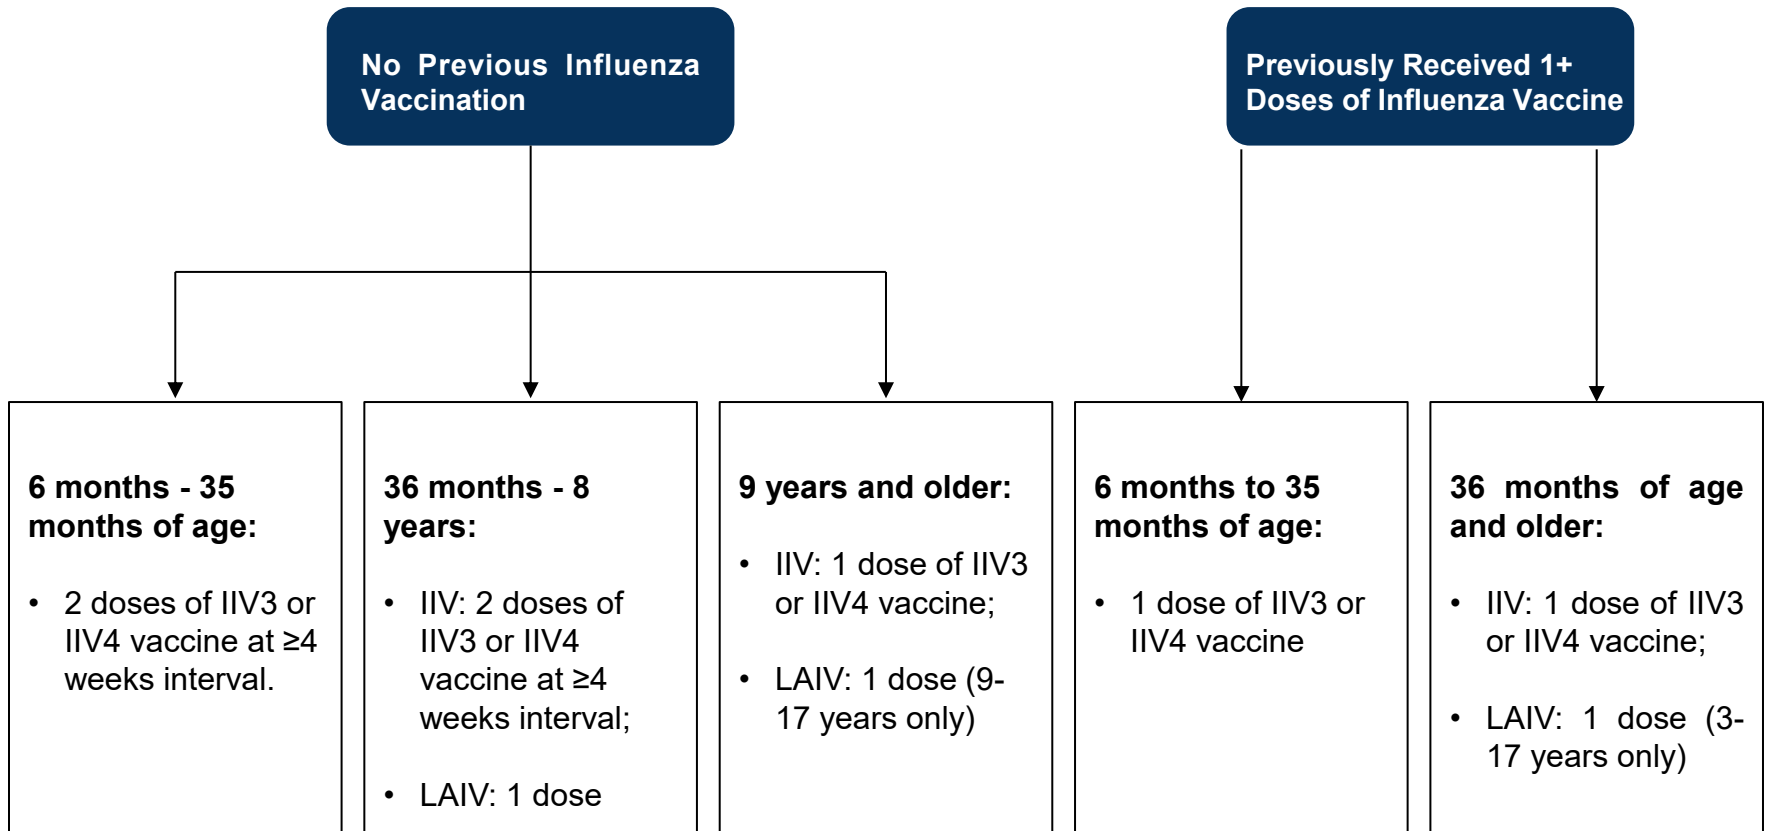 No Previous Influenza
Vaccination
Previously Received 1+
Doses of Influenza Vaccine
6 months - 35
months of age:
• 2 doses of IIV3 or
IIV4 vaccine at ≥4
weeks interval.
36 months - 8
years:
• IIV: 2 doses of
IIV3 or IIV4
vaccine at ≥4
weeks interval;
• LAIV: 1 dose
9 years and older:
• IIV: 1 dose of IIV3
or IIV4 vaccine;
• LAIV: 1 dose (9-
17 years only)
6 months to 35
months of age:
• 1 dose of IIV3 or
IIV4 vaccine
36 months of age
and older:
• IIV: 1 dose of IIV3
or IIV4 vaccine;
• LAIV: 1 dose (3-
17 years only)